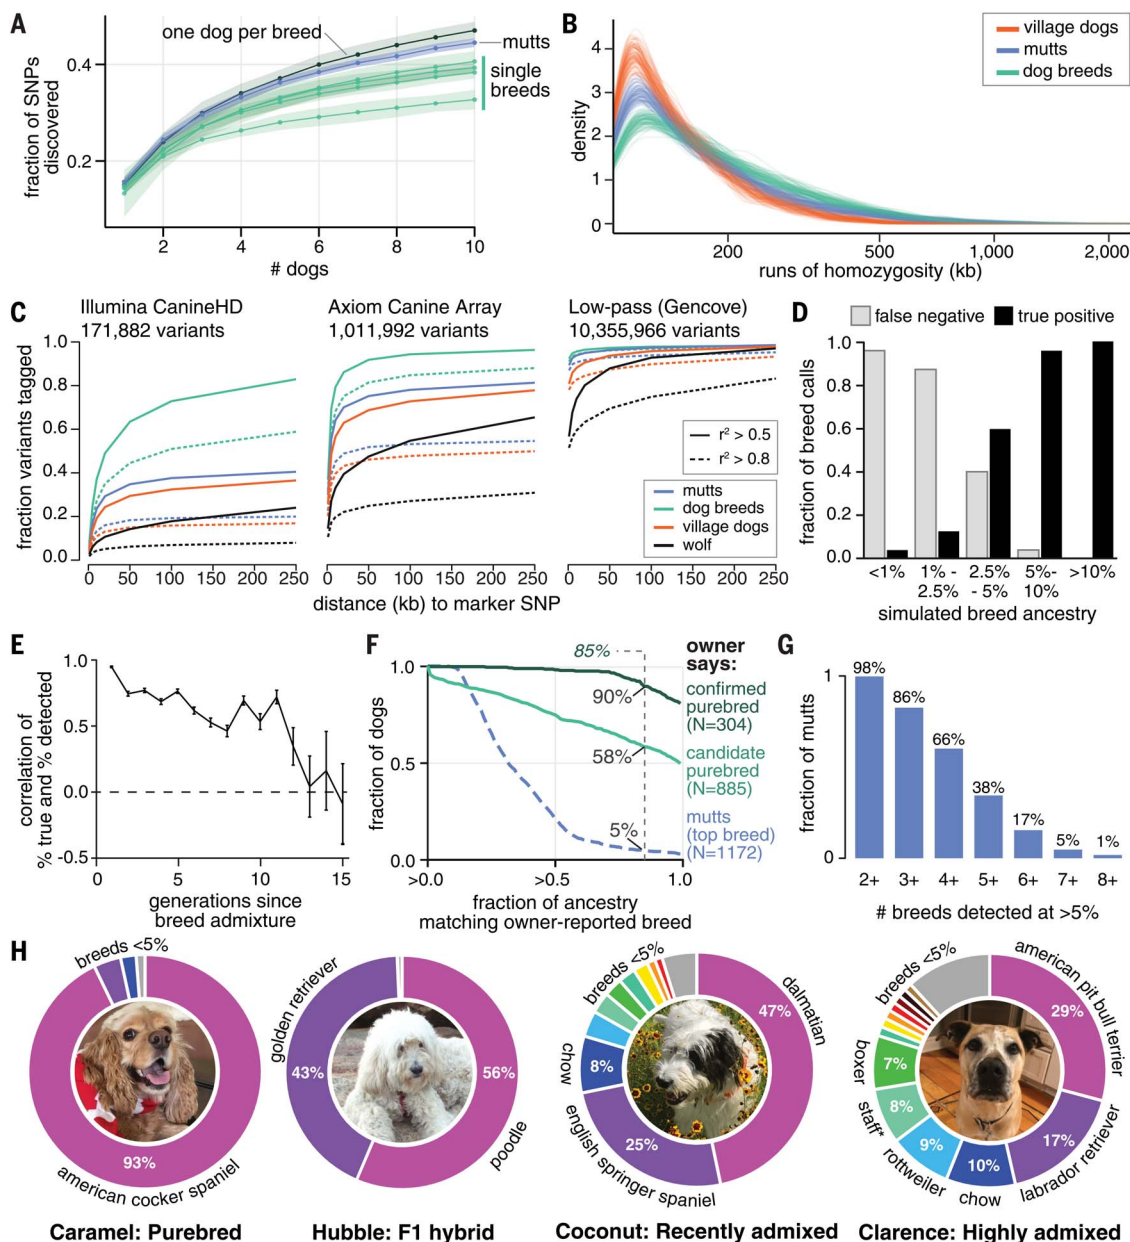 A
one dog per breed
mutts
single
breeds
0.4
0.2
fraction of SNPs
discovered
2
4
6
8
10
# dogs
B
village dogs
mutts
dog breeds
4
3
2
1
0
density
200
500
1,000
2,000
runs of homozygosity (kb)
C
Illumina CanineHD
171,882 variants
Axiom Canine Array
1,011,992 variants
Low-pass (Gencove)
10,355,966 variants
1.0
0.8
0.6
0.4
0.2
0.0
fraction variants tagged
r² > 0.5
r² > 0.8
mutts
dog breeds
village dogs
wolf
0 50 100 150 200 250
0 50 100 150 200 250
0 50 100 150 200 250
distance (kb) to marker SNP
D
false negative
true positive
1.0
0.8
0.6
0.4
0.2
0.0
fraction of breed calls
<1%
1% -
2.5%
2.5%
- 5%
5%-
10%
>10%
simulated breed ancestry
E
1.0
0.5
0.0
-0.5
correlation of
% true and % detected
0
5
10
15
generations since
breed admixture
F
85%
owner
says:
1.0
0.5
0.0
fraction of dogs
90%
58%
5%
confirmed
purebred
(N=304)
candidate
purebred
(N=885)
mutts
(top breed)
(N=1172)
>0.0
>0.5
1.0
fraction of ancestry
matching owner-reported breed
G
1
0
fraction of mutts
98%
86%
66%
38%
17%
5%
1%
2+
3+
4+
5+
6+
7+
8+
# breeds detected at >5%
H
breeds <5%
93%
american cocker spaniel
Caramel: Purebred
golden retriever
43%
56%
poodle
Hubble: F1 hybrid
breeds <5%
dalmatian
47%
chow
8%
25%
english springer spaniel
Coconut: Recently admixed
breeds <5%
american pit bull terrier
29%
boxer
7%
staff*
8%
rottweiler
9%
chow
10%
17%
labrador retriever
Clarence: Highly admixed